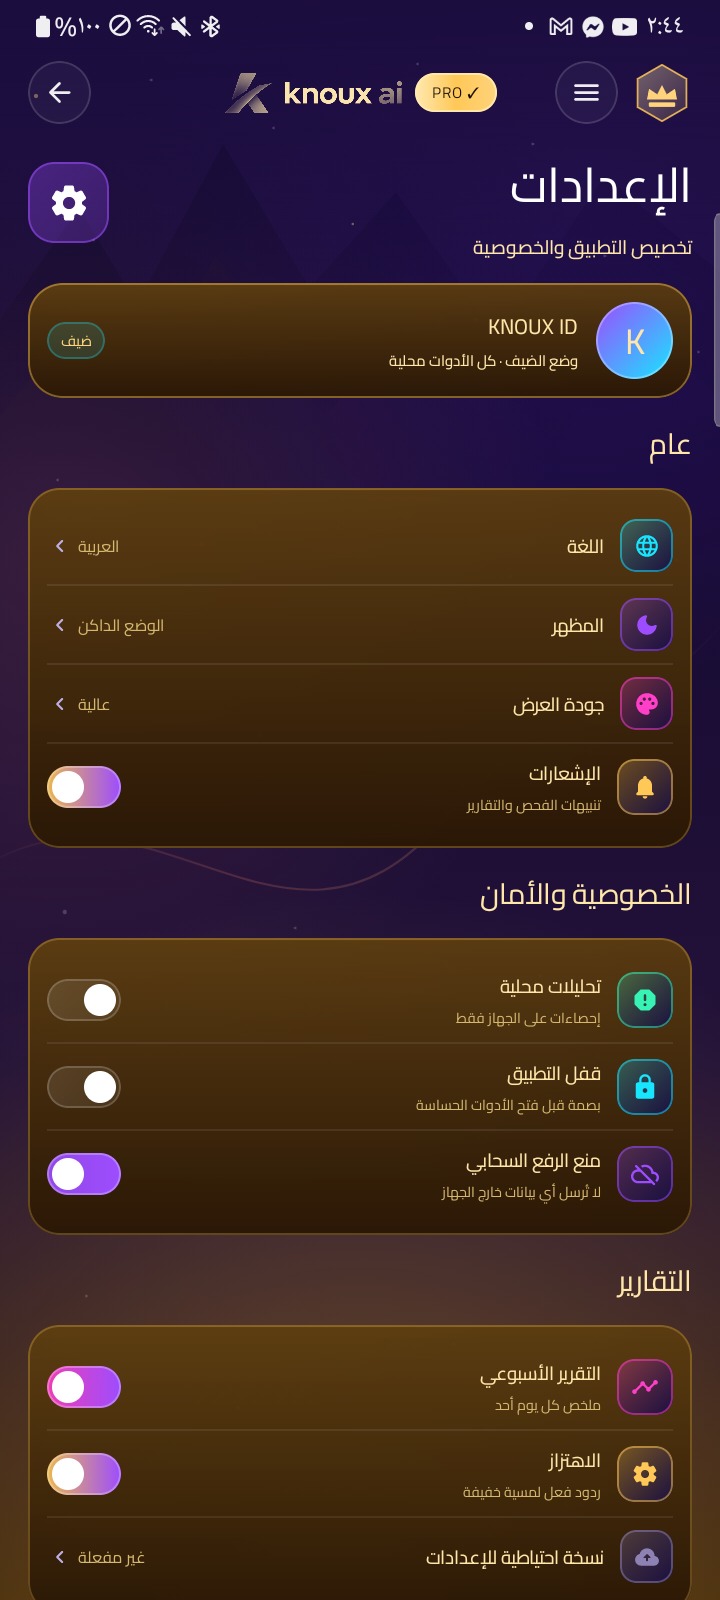 ٢:٤٤
%١٠٠
knoux ai
PRO ✓
الإعدادات
تخصيص التطبيق والخصوصية
K
KNOUX ID
وضع الضيف · كل الأدوات محلية
ضيف
عام
اللغة
العربية
المظهر
الوضع الداكن
جودة العرض
عالية
الإشعارات
تنبيهات الفحص والتقارير
الخصوصية والأمان
تحليلات محلية
إحصاءات على الجهاز فقط
قفل التطبيق
بصمة قبل فتح الأدوات الحساسة
منع الرفع السحابي
لا تُرسل أي بيانات خارج الجهاز
التقارير
التقرير الأسبوعي
ملخص كل يوم أحد
الاهتزاز
ردود فعل لمسية خفيفة
نسخة احتياطية للإعدادات
غير مفعلة